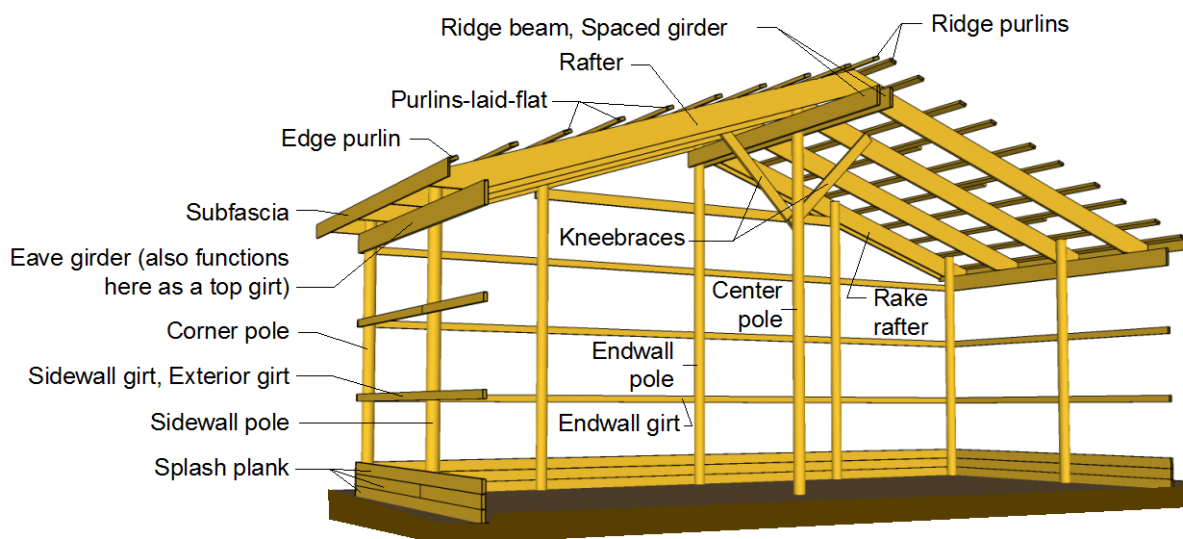 Ridge beam, Spaced girder
Ridge purlins
Rafter
Purlins-laid-flat
Edge purlin
Subfascia
Kneebraces
Eave girder (also functions
here as a top girt)
Center
pole
Rake
rafter
Corner pole
Endwall
pole
Sidewall girt, Exterior girt
Sidewall pole
Endwall girt
Splash plank